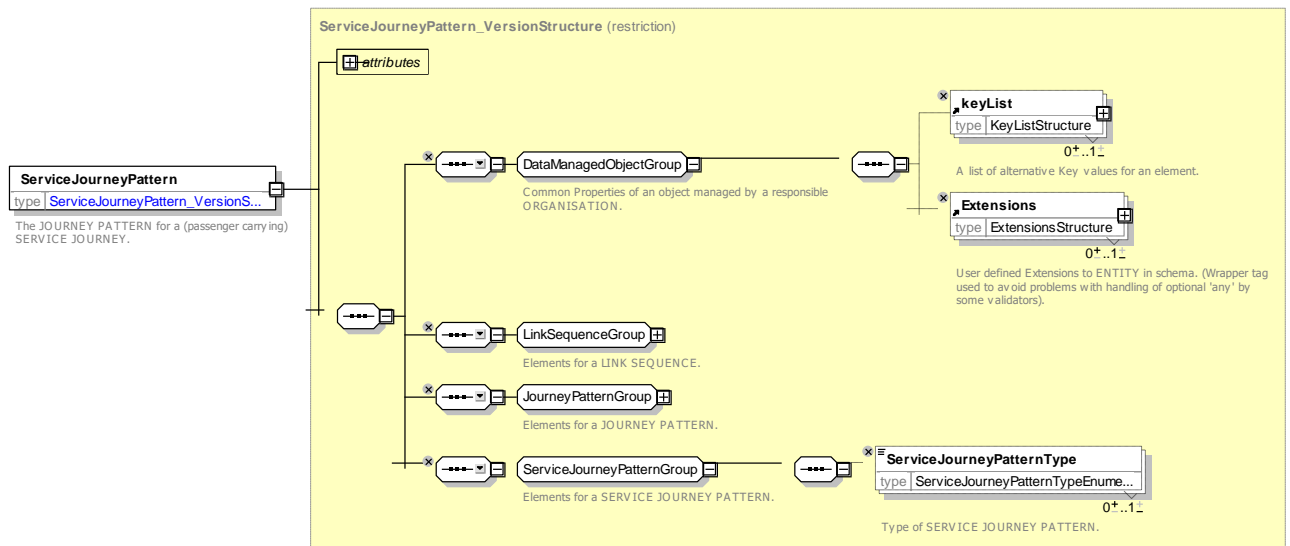 ServiceJourneyPattern_VersionStructure (restriction)
attributes
keyList
type KeyListStructure
0..1
A list of alternative Key values for an element.
DataManagedObjectGroup
Common Properties of an object managed by a responsible
ORGANISATION.
ServiceJourneyPattern
type ServiceJourneyPattern_VersionS...
The JOURNEY PATTERN for a (passenger carrying)
SERVICE JOURNEY.
Extensions
type ExtensionsStructure
0..1
User defined Extensions to ENTITY in schema. (Wrapper tag
used to avoid problems with handling of optional 'any' by
some validators).
LinkSequenceGroup
Elements for a LINK SEQUENCE.
JourneyPatternGroup
Elements for a JOURNEY PATTERN.
ServiceJourneyPatternGroup
Elements for a SERVICE JOURNEY PATTERN.
ServiceJourneyPatternType
type ServiceJourneyPatternTypeEnume...
0..1
Type of SERVICE JOURNEY PATTERN.